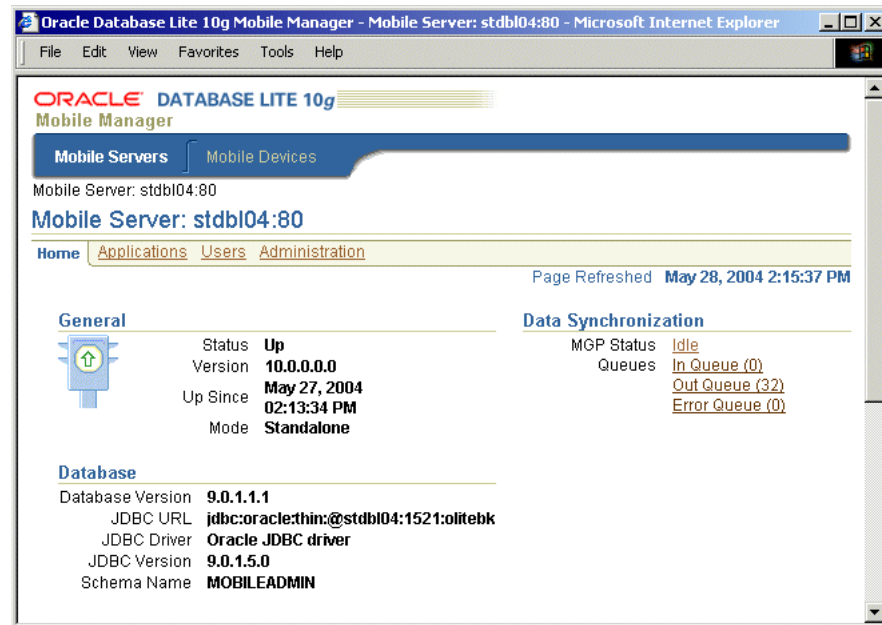 Oracle Database Lite 10g Mobile Manager - Mobile Server: stdbl04:80 - Microsoft Internet Explorer
File Edit View Favorites Tools Help
ORACLE DATABASE LITE 10g
Mobile Manager
Mobile Servers Mobile Devices
Mobile Server: stdbl04:80
Mobile Server: stdbl04:80
Home Applications Users Administration
Page Refreshed May 28, 2004 2:15:37 PM
General
Status Up
Version 10.0.0.0.0
Up Since May 27, 2004
02:13:34 PM
Mode Standalone
Data Synchronization
MGP Status Idle
Queues In Queue (0)
Out Queue (32)
Error Queue (0)
Database
Database Version 9.0.1.1.1
JDBC URL jdbc:oracle:thin:@stdbl04:1521:olitebk
JDBC Driver Oracle JDBC driver
JDBC Version 9.0.1.5.0
Schema Name MOBILEADMIN